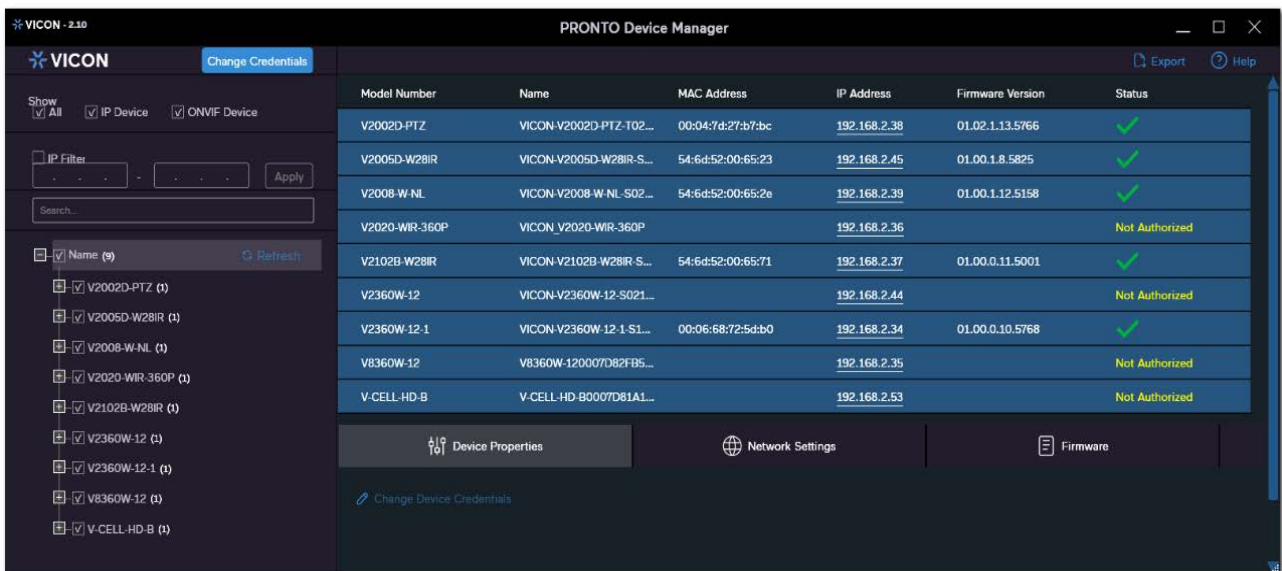 VICON - 2.10 PRONTO Device Manager
VICON Change Credentials Export Help
Show
All IP Device ONVIF Device
IP Filter
. . . - . . . Apply
Search...
Name (9) Refresh
V2002D-PTZ (1)
V2005D-W28IR (1)
V2008-W-NL (1)
V2020-WIR-360P (1)
V2102B-W28IR (1)
V2360W-12 (1)
V2360W-12-1 (1)
V8360W-12 (1)
V-CELL-HD-B (1)
Model Number Name MAC Address IP Address Firmware Version Status
V2002D-PTZ VICON-V2002D-PTZ-T02... 00:04:7d:27:b7:bc 192.168.2.38 01.02.1.13.5766
V2005D-W28IR VICON-V2005D-W28IR-S... 54:6d:52:00:65:23 192.168.2.45 01.00.1.8.5825
V2008-W-NL VICON-V2008-W-NL-S02... 54:6d:52:00:65:2e 192.168.2.39 01.00.1.12.5158
V2020-WIR-360P VICON_V2020-WIR-360P 192.168.2.36 Not Authorized
V2102B-W28IR VICON-V2102B-W28IR-S... 54:6d:52:00:65:71 192.168.2.37 01.00.0.11.5001
V2360W-12 VICON-V2360W-12-S021... 192.168.2.44 Not Authorized
V2360W-12-1 VICON-V2360W-12-1-S1... 00:06:68:72:5d:b0 192.168.2.34 01.00.0.10.5768
V8360W-12 V8360W-120007D82FB5... 192.168.2.35 Not Authorized
V-CELL-HD-B V-CELL-HD-B0007D81A1... 192.168.2.53 Not Authorized
Device Properties Network Settings Firmware
Change Device Credentials